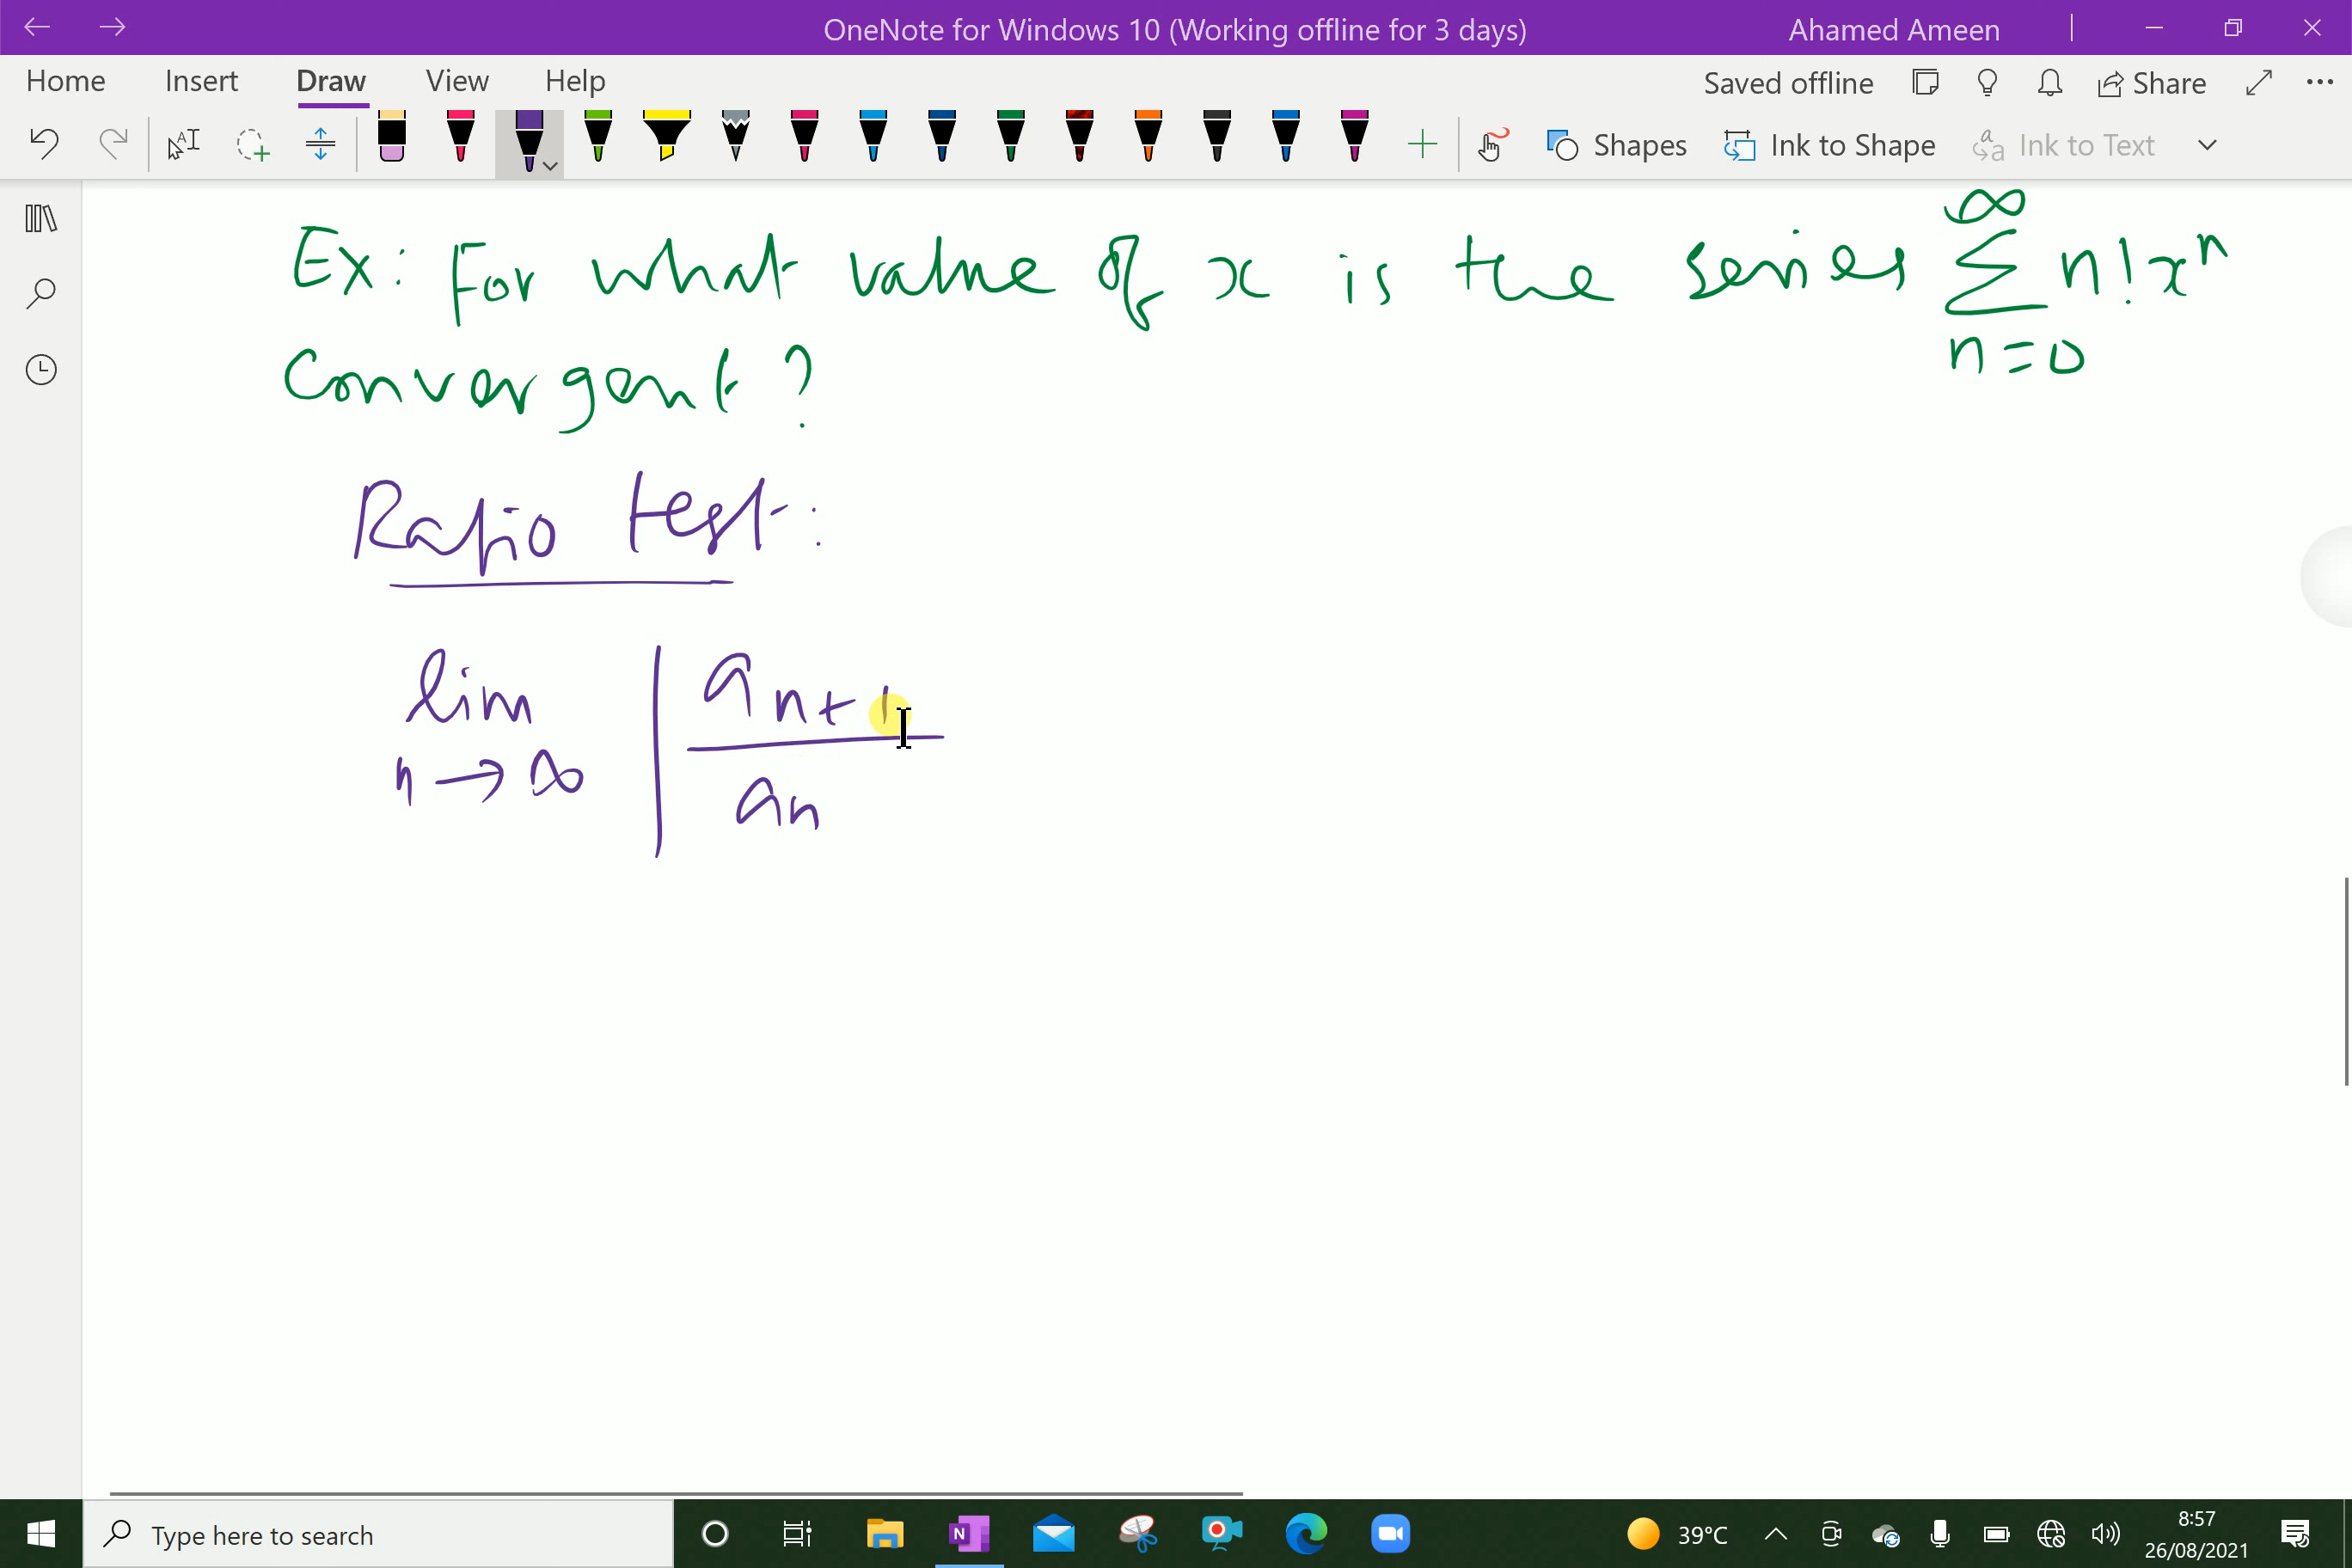 OneNote for Windows 10 (Working offline for 3 days) Ahamed Ameen
Home Insert Draw View Help Saved offline Share
Shapes Ink to Shape Ink to Text
Ex: For what value of x is the series ∑ n! xⁿ
∞
n=0
Convergent?
Ratio test:
lim | aₙ₊₁
n→∞ aₙ
Type here to search 39°C 8:57
26/08/2021